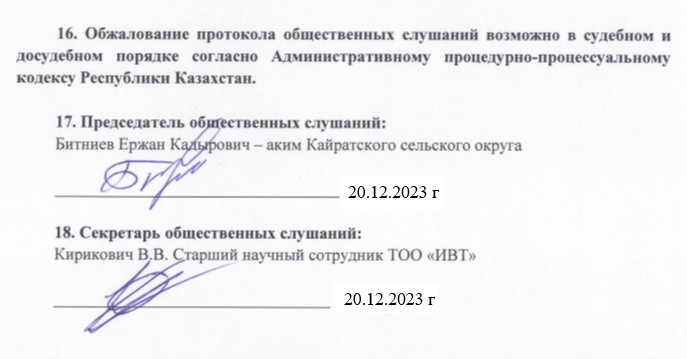 16. Обжалование протокола общественных слушаний возможно в судебном и
досудебном порядке согласно Административному процедурно-процессуальному
кодексу Республики Казахстан.
17. Председатель общественных слушаний:
Битниев Ержан Кадырович – аким Кайратского сельского округа
20.12.2023 г
18. Секретарь общественных слушаний:
Кирикович В.В. Старший научный сотрудник ТОО «ИВТ»
20.12.2023 г